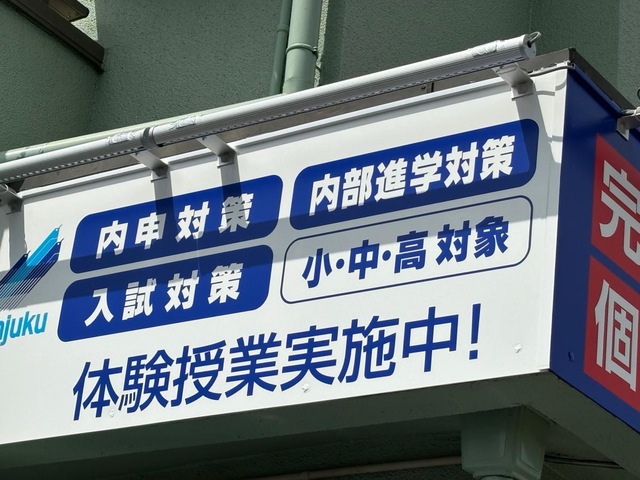 内申対策
内部進学対策
入試対策
小・中・高 対象
体験授業実施中!
juku
完
個